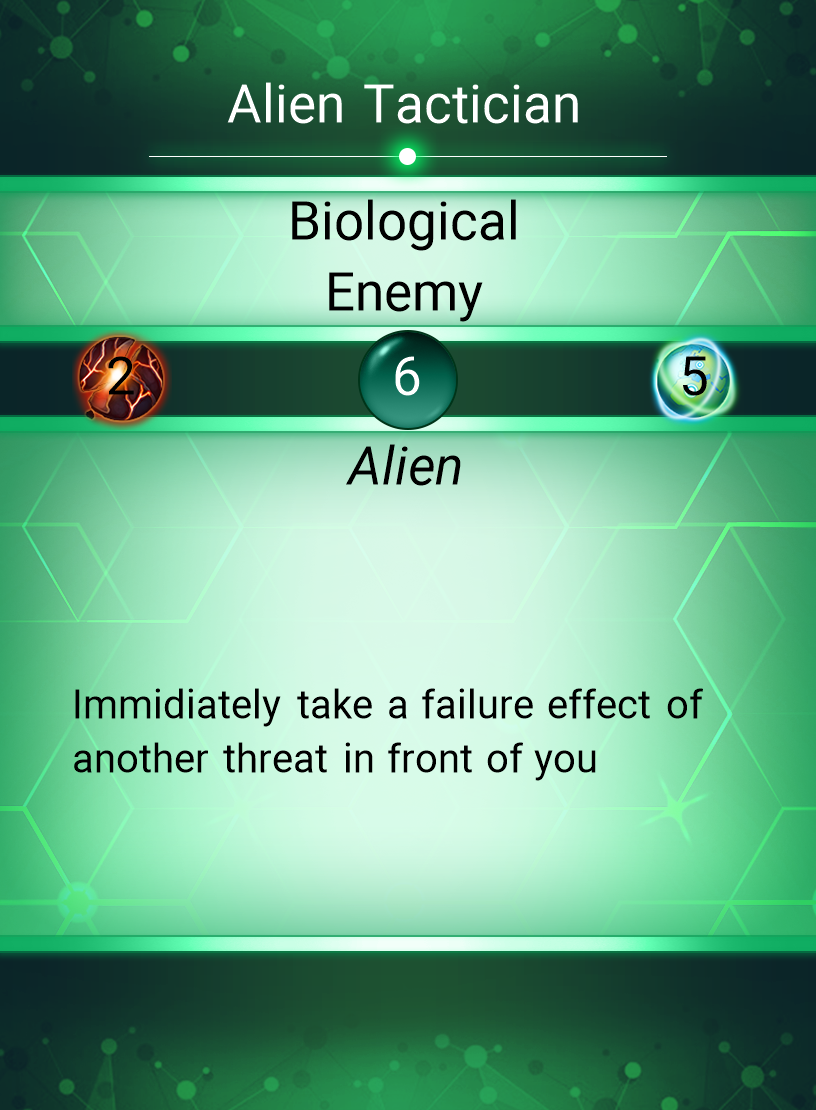 Alien Tactician
Biological
Enemy
2 6 5
Alien
Immidiately take a failure effect of
another threat in front of you